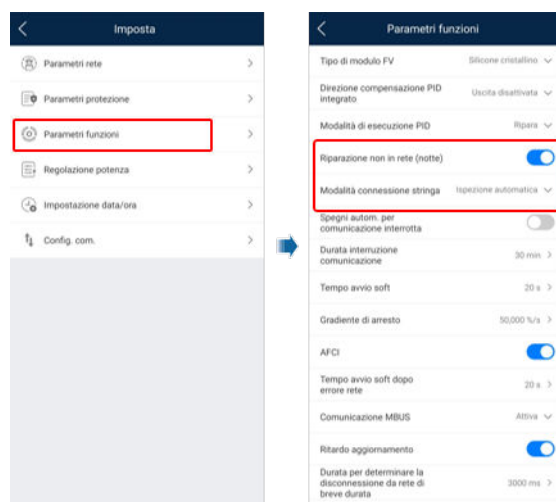 Imposta
Parametri rete
Parametri protezione
Parametri funzioni
Regolazione potenza
Impostazione data/ora
Config. com.
Parametri funzioni
Tipo di modulo FV Silicone cristallino
Direzione compensazione PID
integrato Uscita disattivata
Modalità di esecuzione PID Ripara
Riparazione non in rete (notte)
Modalità connessione stringa Ispezione automatica
Spegni autom. per
comunicazione interrotta
Durata interruzione
comunicazione 30 min
Tempo avvio soft 20 s
Gradiente di arresto 50,000 %/s
AFCI
Tempo avvio soft dopo
errore rete 20 s
Comunicazione MBUS Attiva
Ritardo aggiornamento
Durata per determinare la
disconnessione da rete di
breve durata 3000 ms